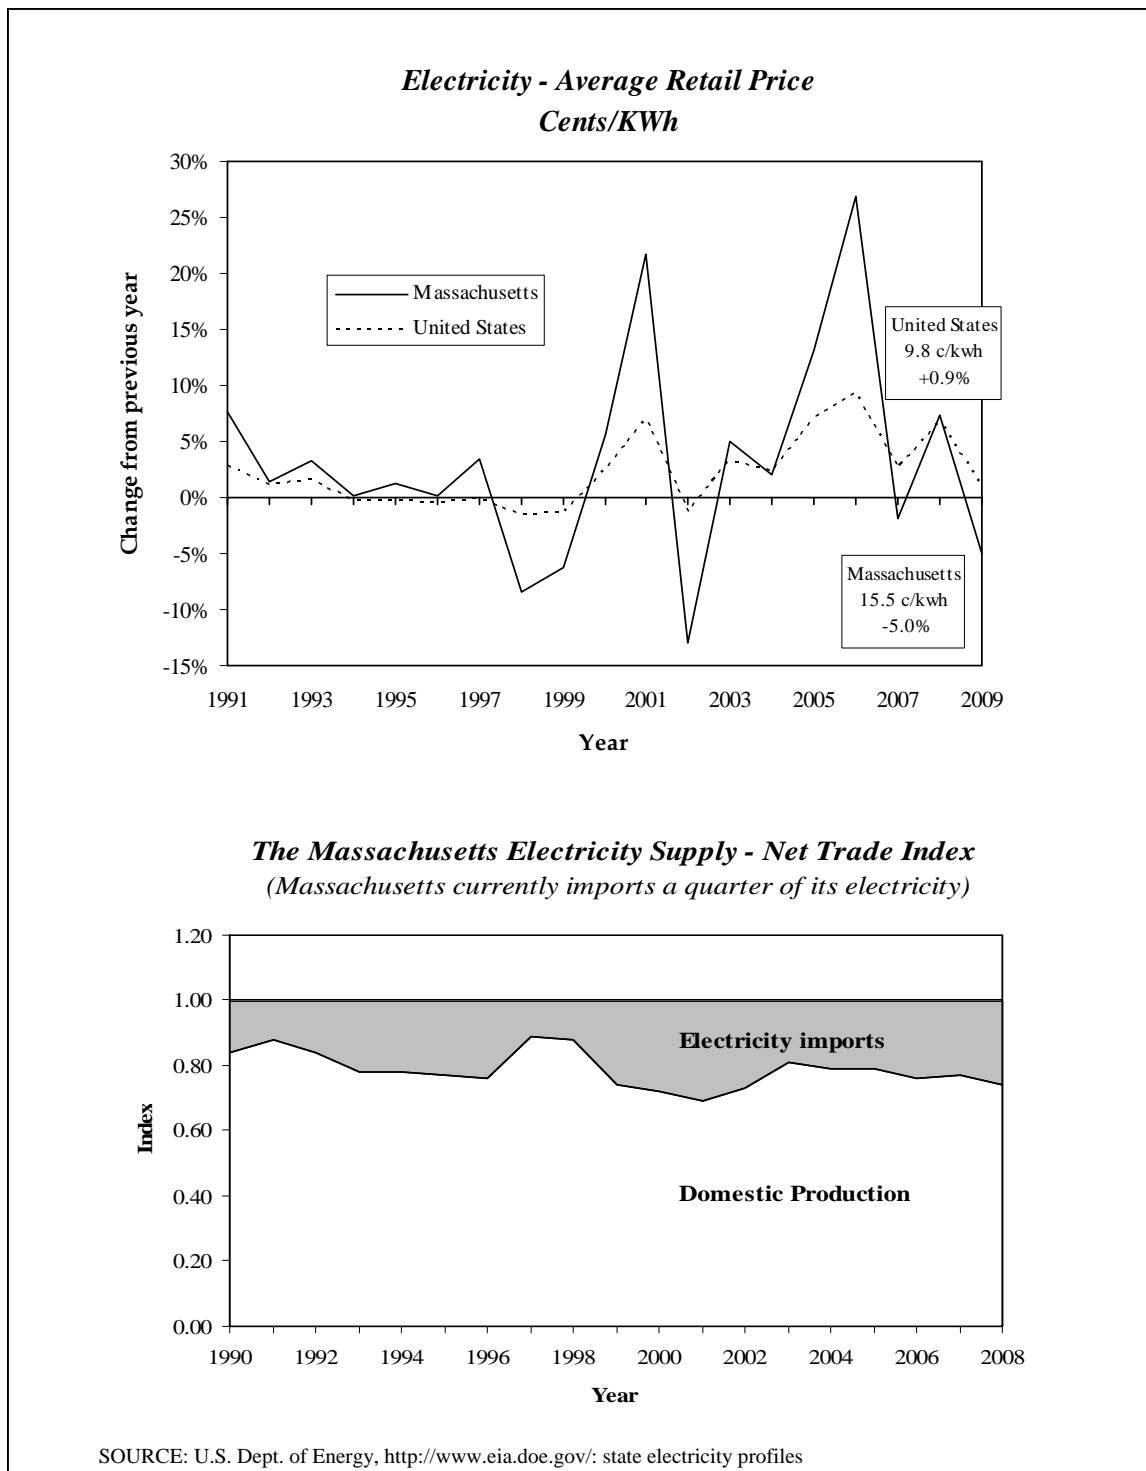 Electricity - Average Retail Price
Cents/KWh
30%
25%
20%
15%
10%
5%
0%
-5%
-10%
-15%
Change from previous year
Massachusetts
United States
United States
9.8 c/kwh
+0.9%
Massachusetts
15.5 c/kwh
-5.0%
1991 1993 1995 1997 1999 2001 2003 2005 2007 2009
Year
The Massachusetts Electricity Supply - Net Trade Index
(Massachusetts currently imports a quarter of its electricity)
1.20
1.00
0.80
0.60
0.40
0.20
0.00
Index
Electricity imports
Domestic Production
1990 1992 1994 1996 1998 2000 2002 2004 2006 2008
Year
SOURCE: U.S. Dept. of Energy, http://www.eia.doe.gov/: state electricity profiles